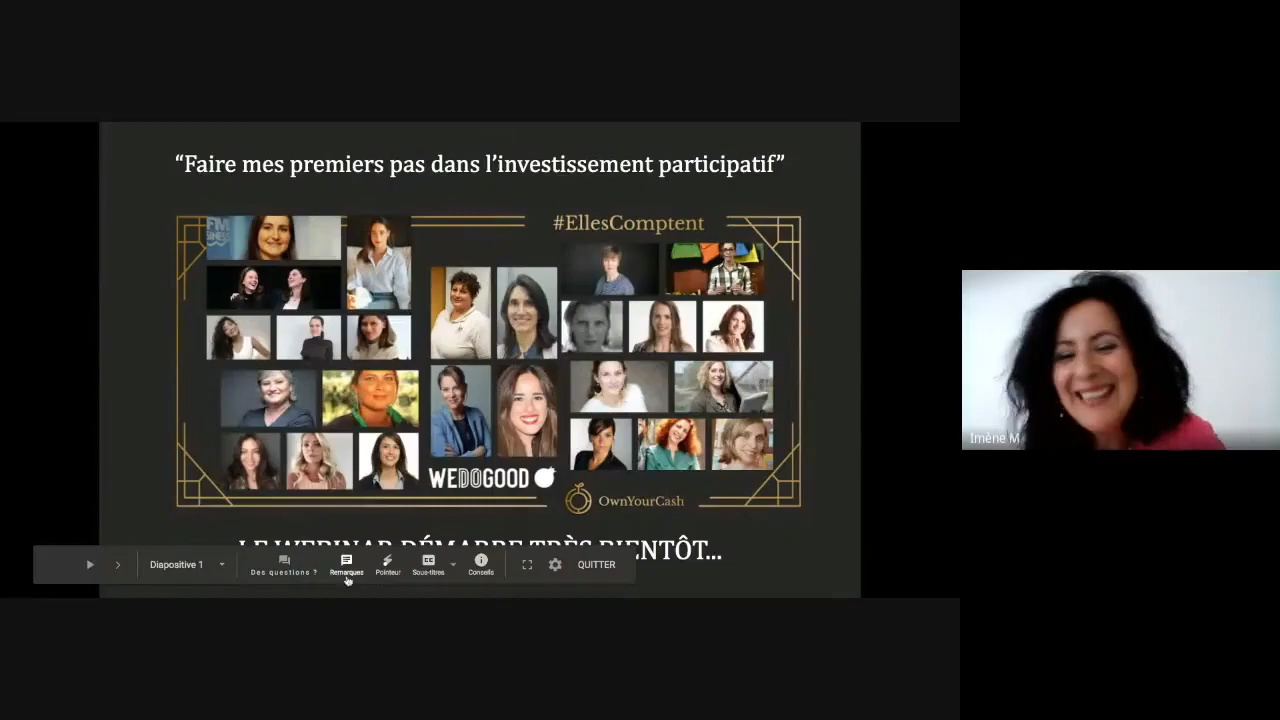 “Faire mes premiers pas dans l’investissement participatif”
#EllesComptent
FM
WEDOGOOD
OwnYourCash
LE WEBINAR DÉMARRE TRÈS BIENTÔT...
Diapositive 1
Des questions ?
Remarques
Pointeur
Sous-titres
Conseils
QUITTER
Imène M